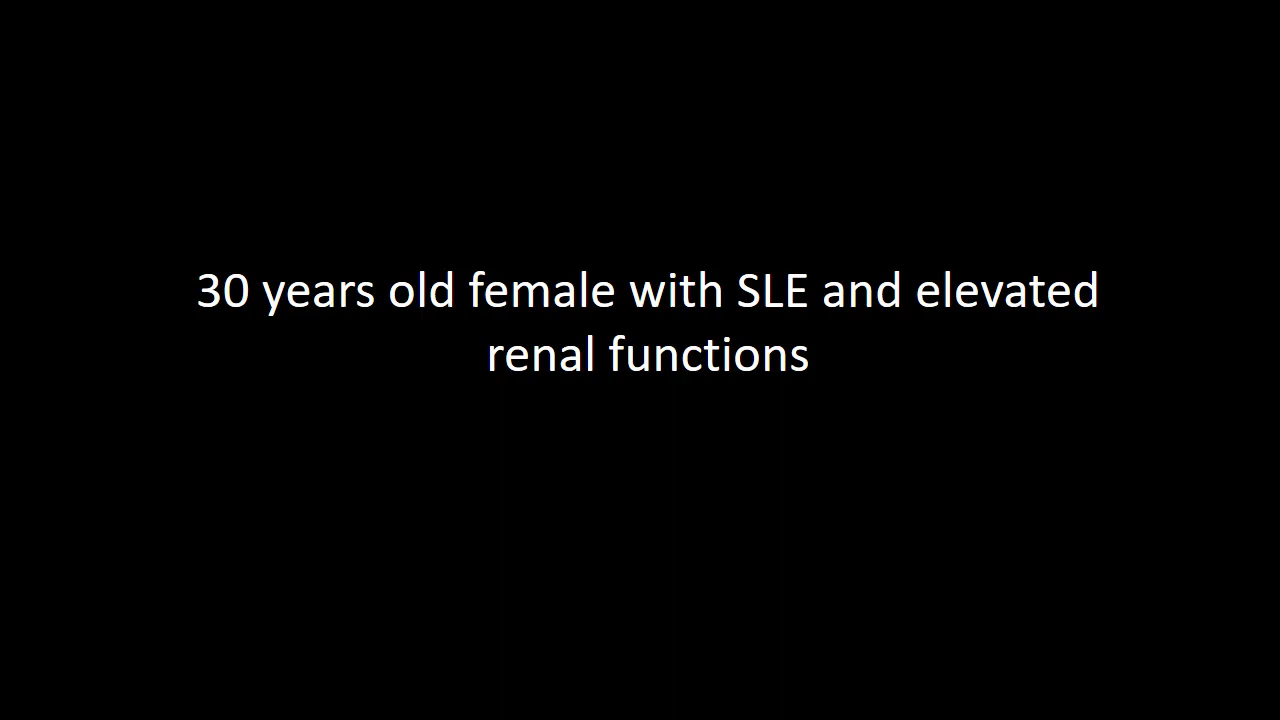 30 years old female with SLE and elevated
renal functions